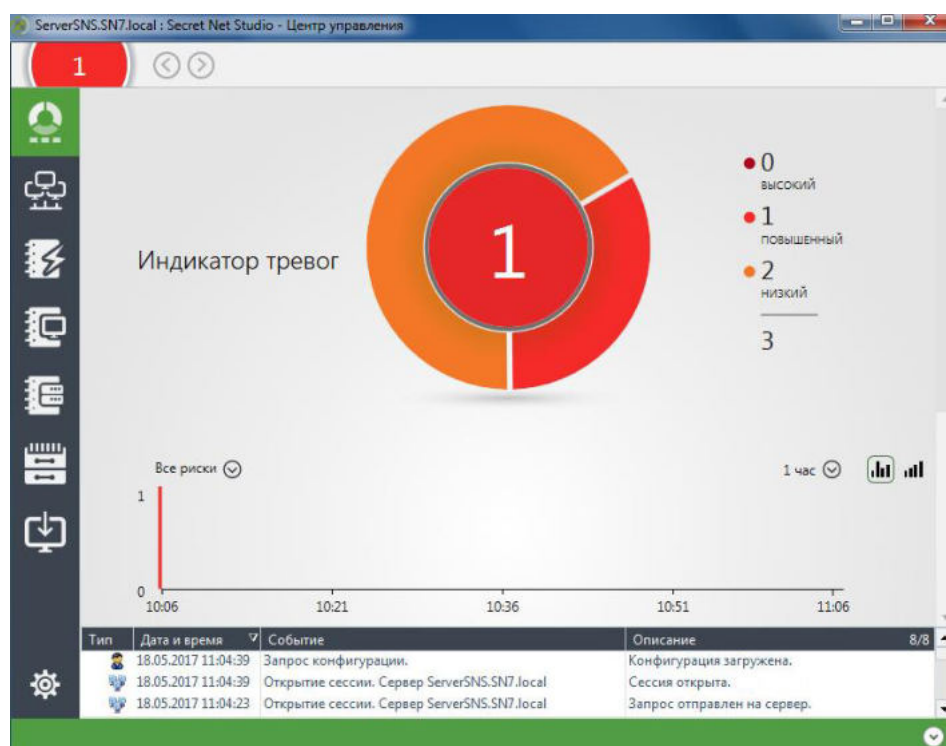 ServerSNS.SN7.local : Secret Net Studio - Центр управления
1
Индикатор тревог
1
0
высокий
1
повышенный
2
низкий
3
Все риски
1 час
1
0
10:06 10:21 10:36 10:51 11:06
Тип Дата и время Событие Описание 8/8
18.05.2017 11:04:39 Запрос конфигурации. Конфигурация загружена.
18.05.2017 11:04:39 Открытие сессии. Сервер ServerSNS.SN7.local Сессия открыта.
18.05.2017 11:04:23 Открытие сессии. Сервер ServerSNS.SN7.local Запрос отправлен на сервер.